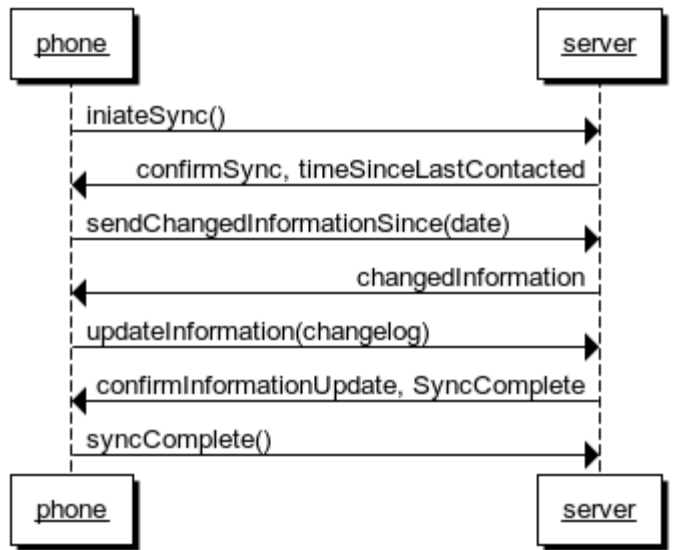 phone server
iniateSync()
confirmSync, timeSinceLastContacted
sendChangedInformationSince(date)
changedInformation
updateInformation(changelog)
confirmInformationUpdate, SyncComplete
syncComplete()
phone server